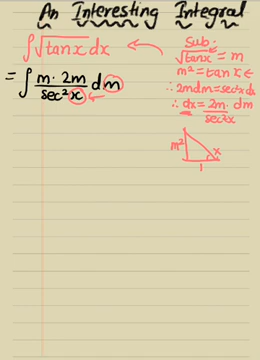 An Interesting Integral
∫√tanx dx
= ∫ m · 2m / sec²x dm
Sub:
√tanx = m
m² = tan x
∴ 2mdm = sec²x dx
∴ dx = 2m / sec²x · dm
m²
x
1